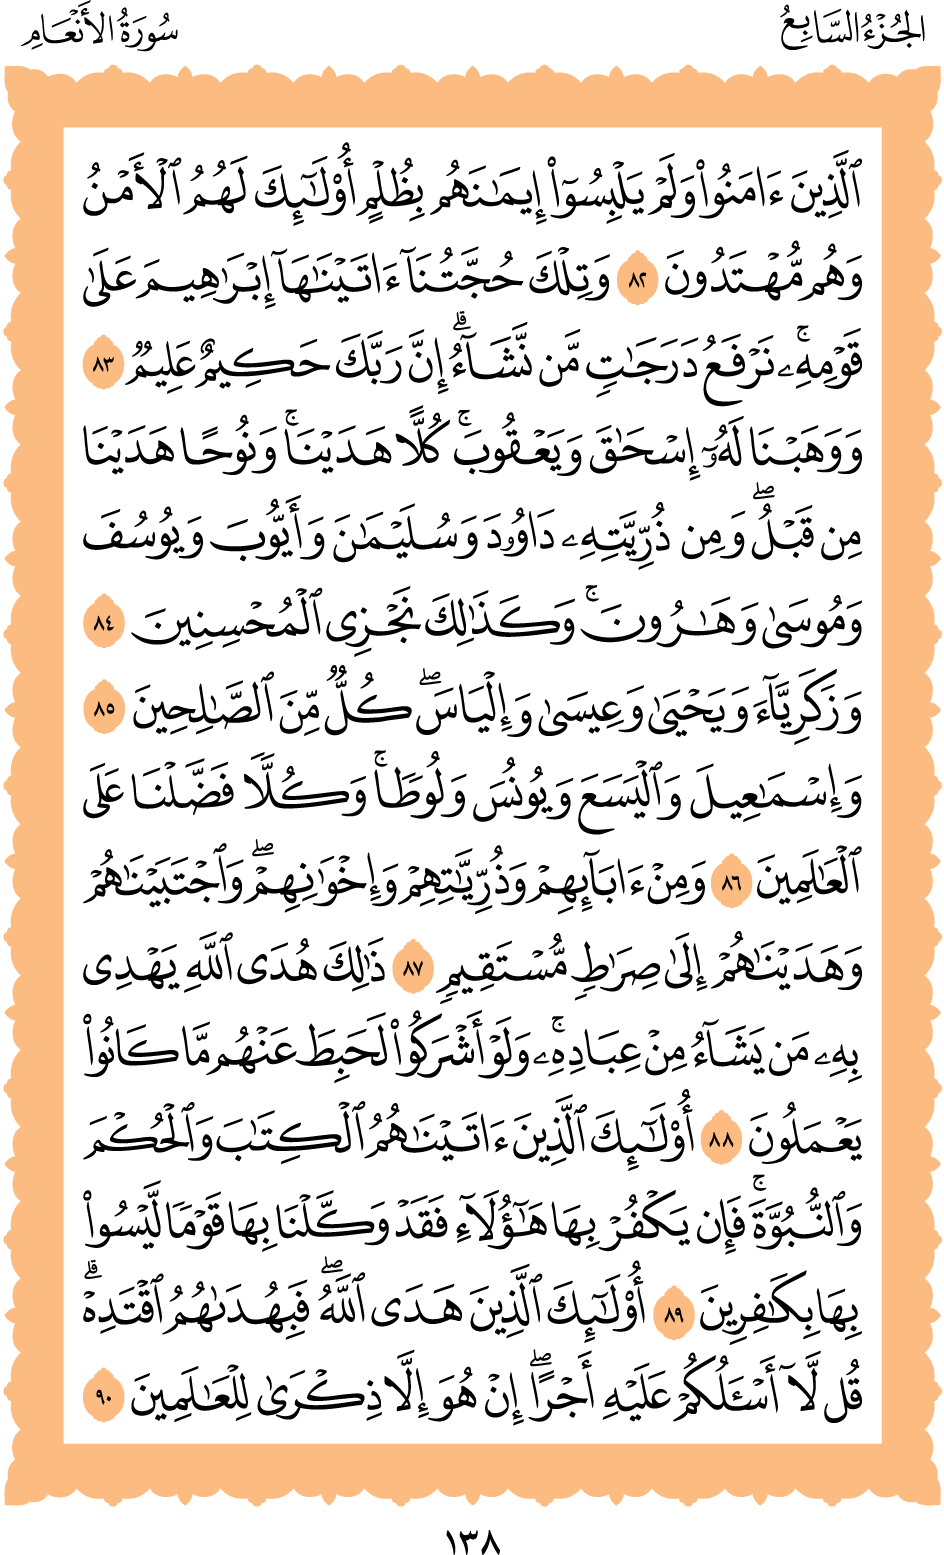 الجُزْءُ السَّابِعُ
سُورَةُ الأَنْعَامِ
ٱلَّذِينَ ءَامَنُوا۟ وَلَمْ يَلْبِسُوٓا۟ إِيمَـٰنَهُم بِظُلْمٍ أُو۟لَـٰٓئِكَ لَهُمُ ٱلْأَمْنُ
وَهُم مُّهْتَدُونَ ٨٢ وَتِلْكَ حُجَّتُنَآ ءَاتَيْنَـٰهَآ إِبْرَٰهِيمَ عَلَىٰ
قَوْمِهِۦ ۚ نَرْفَعُ دَرَجَـٰتٍ مَّن نَّشَآءُ ۗ إِنَّ رَبَّكَ حَكِيمٌ عَلِيمٌ ٨٣
وَوَهَبْنَا لَهُۥٓ إِسْحَـٰقَ وَيَعْقُوبَ ۚ كُلًّا هَدَيْنَا ۚ وَنُوحًا هَدَيْنَا
مِن قَبْلُ ۖ وَمِن ذُرِّيَّتِهِۦ دَاوُۥدَ وَسُلَيْمَـٰنَ وَأَيُّوبَ وَيُوسُفَ
وَمُوسَىٰ وَهَـٰرُونَ ۚ وَكَذَٰلِكَ نَجْزِى ٱلْمُحْسِنِينَ ٨٤
وَزَكَرِيَّا وَيَحْيَىٰ وَعِيسَىٰ وَإِلْيَاسَ ۖ كُلٌّ مِّنَ ٱلصَّـٰلِحِينَ ٨٥
وَإِسْمَـٰعِيلَ وَٱلْيَسَعَ وَيُونُسَ وَلُوطًا ۚ وَكُلًّا فَضَّلْنَا عَلَى
ٱلْعَـٰلَمِينَ ٨٦ وَمِنْ ءَابَآئِهِمْ وَذُرِّيَّـٰتِهِمْ وَإِخْوَٰنِهِمْ ۖ وَٱجْتَبَيْنَـٰهُمْ
وَهَدَيْنَـٰهُمْ إِلَىٰ صِرَٰطٍ مُّسْتَقِيمٍ ٨٧ ذَٰلِكَ هُدَى ٱللَّهِ يَهْدِى
بِهِۦ مَن يَشَآءُ مِنْ عِبَادِهِۦ ۚ وَلَوْ أَشْرَكُوا۟ لَحَبِطَ عَنْهُم مَّا كَانُوا۟
يَعْمَلُونَ ٨٨ أُو۟لَـٰٓئِكَ ٱلَّذِينَ ءَاتَيْنَـٰهُمُ ٱلْكِتَـٰبَ وَٱلْحُكْمَ
وَٱلنُّبُوَّةَ ۚ فَإِن يَكْفُرْ بِهَا هَـٰٓؤُلَآءِ فَقَدْ وَكَّلْنَا بِهَا قَوْمًا لَّيْسُوا۟
بِهَا بِكَـٰفِرِينَ ٨٩ أُو۟لَـٰٓئِكَ ٱلَّذِينَ هَدَى ٱللَّهُ ۖ فَبِهُدَىٰهُمُ ٱقْتَدِهْ ۗ
قُل لَّآ أَسْـَٔلُكُمْ عَلَيْهِ أَجْرًا ۖ إِنْ هُوَ إِلَّا ذِكْرَىٰ لِلْعَـٰلَمِينَ ٩٠
١٣٨